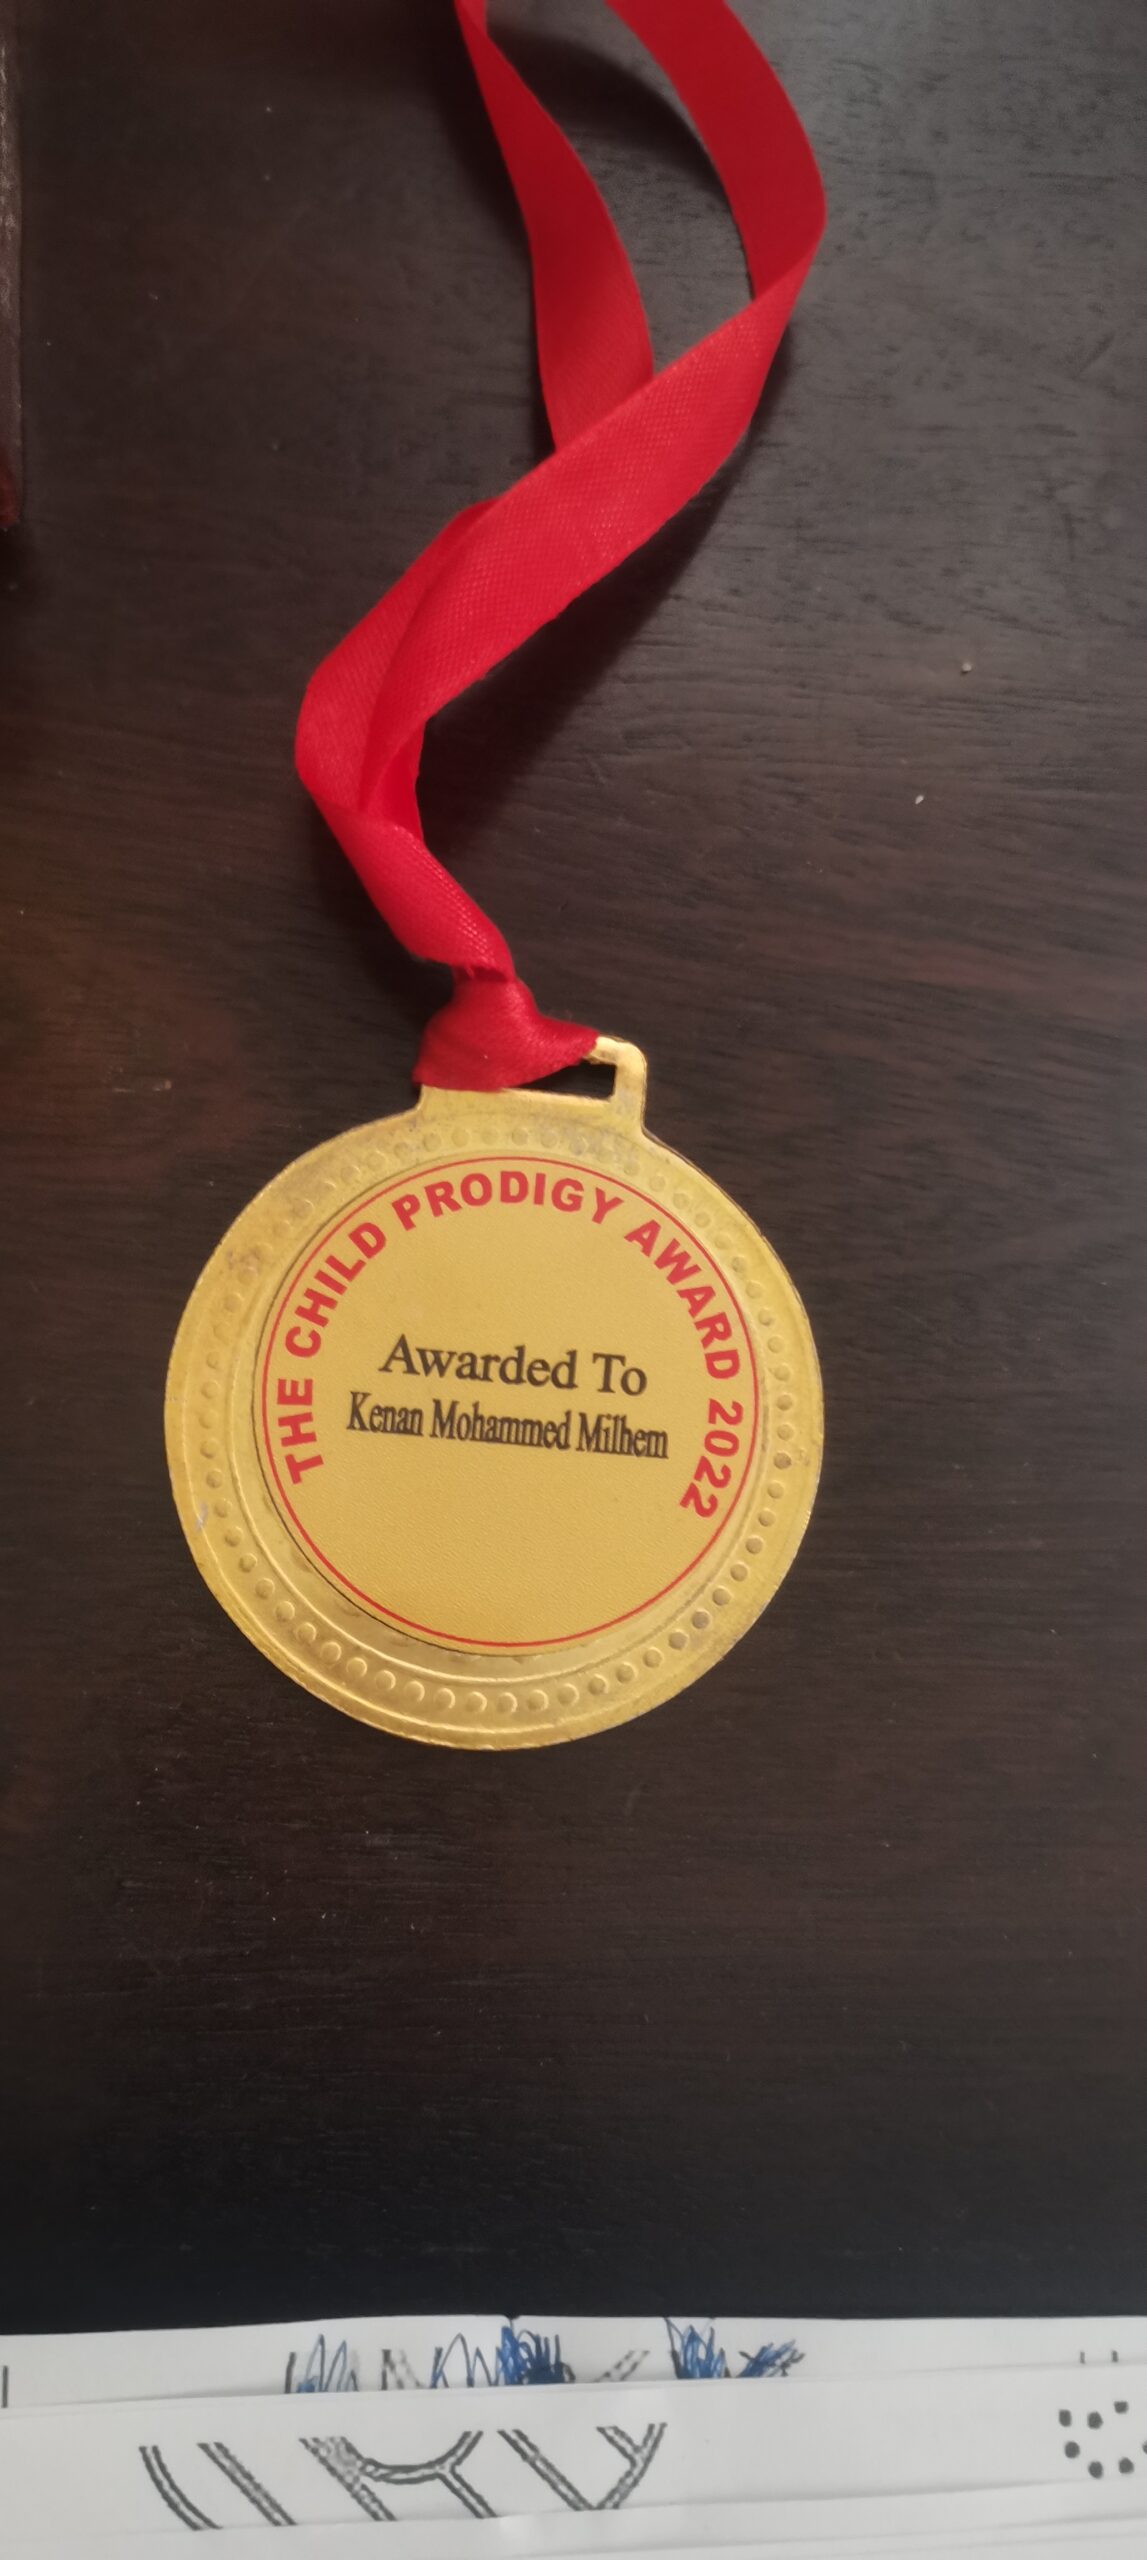 THE CHILD PRODIGY AWARD 2022
Awarded To
Kenan Mohammed Milhem